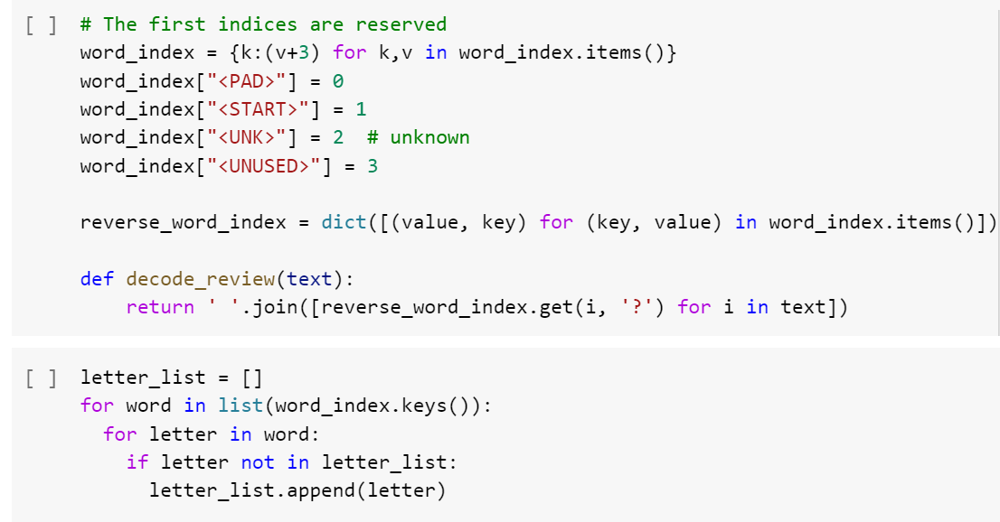 [ ] # The first indices are reserved
word_index = {k:(v+3) for k,v in word_index.items()}
word_index["<PAD>"] = 0
word_index["<START>"] = 1
word_index["<UNK>"] = 2  # unknown
word_index["<UNUSED>"] = 3
reverse_word_index = dict([(value, key) for (key, value) in word_index.items()])
def decode_review(text):
    return ' '.join([reverse_word_index.get(i, '?') for i in text])
[ ] letter_list = []
for word in list(word_index.keys()):
  for letter in word:
    if letter not in letter_list:
      letter_list.append(letter)